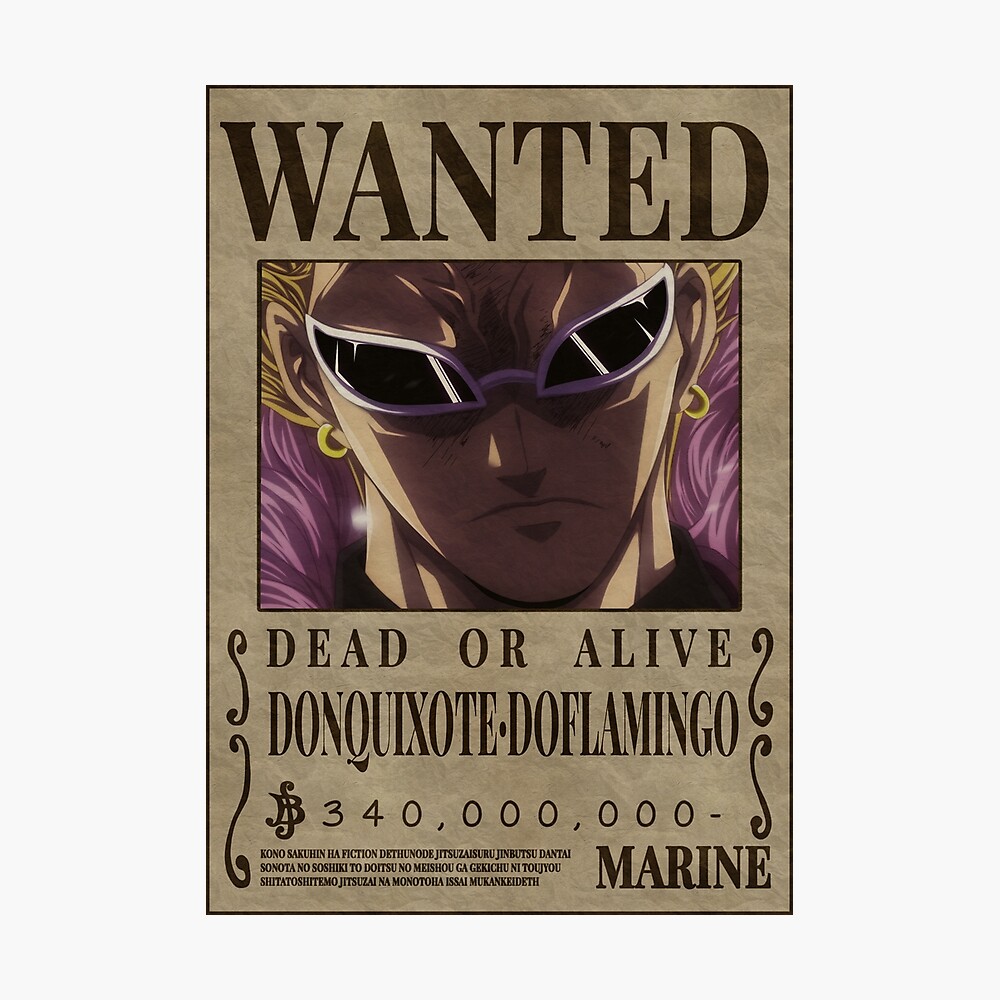 WANTED
DEAD OR ALIVE
DONQUIXOTE•DOFLAMINGO
340,000,000-
KONO SAKUHIN HA FICTION DETHUNODE JITSUZAISURU JINBUTSU DANTAI
SONOTA NO SOSHIKI TO DOITSU NO MEISHOU GA GEKICHU NI TOUJYOU
SHITATOSHITEMO JITSUZAI NA MONOTOHA ISSAI MUKANKEIDETH
MARINE